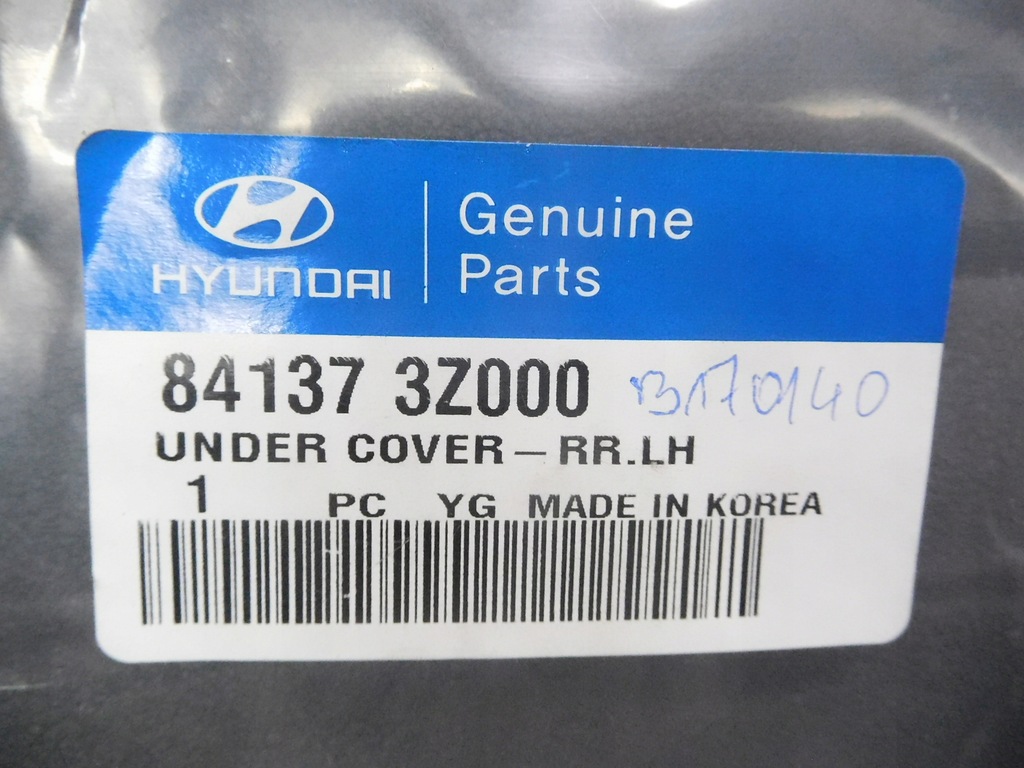 HYUNDAI
Genuine
Parts
84137 3Z000
UNDER COVER – RR.LH
1 PC YG MADE IN KOREA